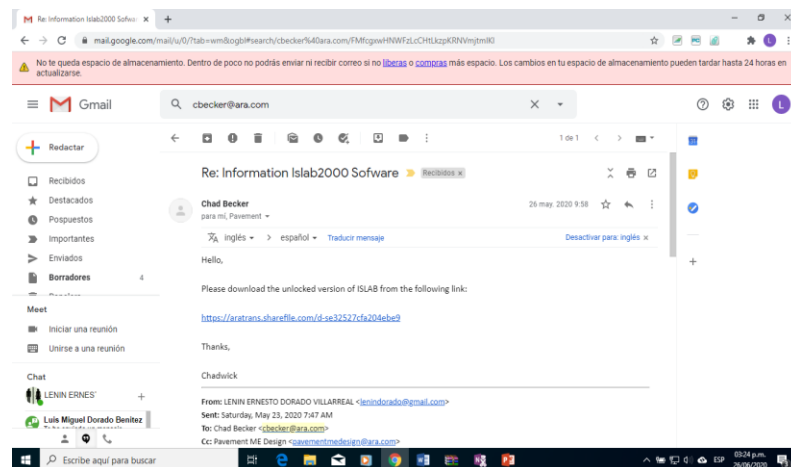 Re: Information Islab2000 Sofwa
mail.google.com/mail/u/0/?tab=wm&ogbl#search/cbecker%40ara.com/FMfcgxwHNWFzLcCHtLkzpKRNVmjtmlKl
No te queda espacio de almacenamiento. Dentro de poco no podrás enviar ni recibir correo si no liberas o compras más espacio. Los cambios en tu espacio de almacenamiento pueden tardar hasta 24 horas en
actualizarse.
Gmail
cbecker@ara.com
L
Redactar
1 de 1
Recibidos
Destacados
Pospuestos
Importantes
Enviados
Borradores 4
Meet
Iniciar una reunión
Unirse a una reunión
Chat
LENIN ERNES
Luis Miguel Dorado Benitez
Re: Information Islab2000 Sofware
Recibidos x
Chad Becker
26 may. 2020 9:58
para mí, Pavement
inglés > español Traducir mensaje
Desactivar para: inglés x
Hello,
Please download the unlocked version of ISLAB from the following link:
https://aratrans.sharefile.com/d-se32527cfa204ebe9
Thanks,
Chadwick
From: LENIN ERNESTO DORADO VILLARREAL <lenindorado@gmail.com>
Sent: Saturday, May 23, 2020 7:47 AM
To: Chad Becker <cbecker@ara.com>
Cc: Pavement ME Design <pavementmedesign@ara.com>
Escribe aquí para buscar
ESP
03:24 p.m.
26/06/2020